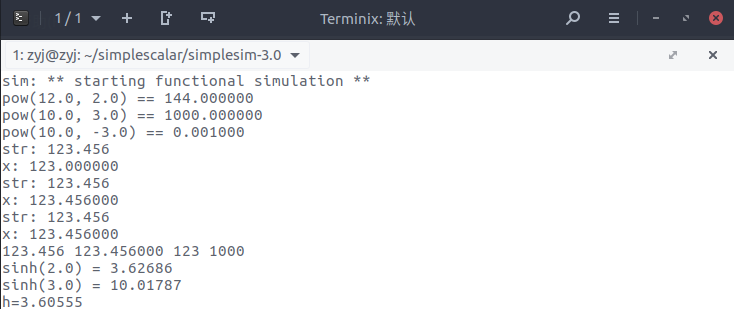 1 / 1
Terminix: 默认
1: zyj@zyj: ~/simplescalar/simplesim-3.0
sim: ** starting functional simulation **
pow(12.0, 2.0) == 144.000000
pow(10.0, 3.0) == 1000.000000
pow(10.0, -3.0) == 0.001000
str: 123.456
x: 123.000000
str: 123.456
x: 123.456000
str: 123.456
x: 123.456000
123.456 123.456000 123 1000
sinh(2.0) = 3.62686
sinh(3.0) = 10.01787
h=3.60555